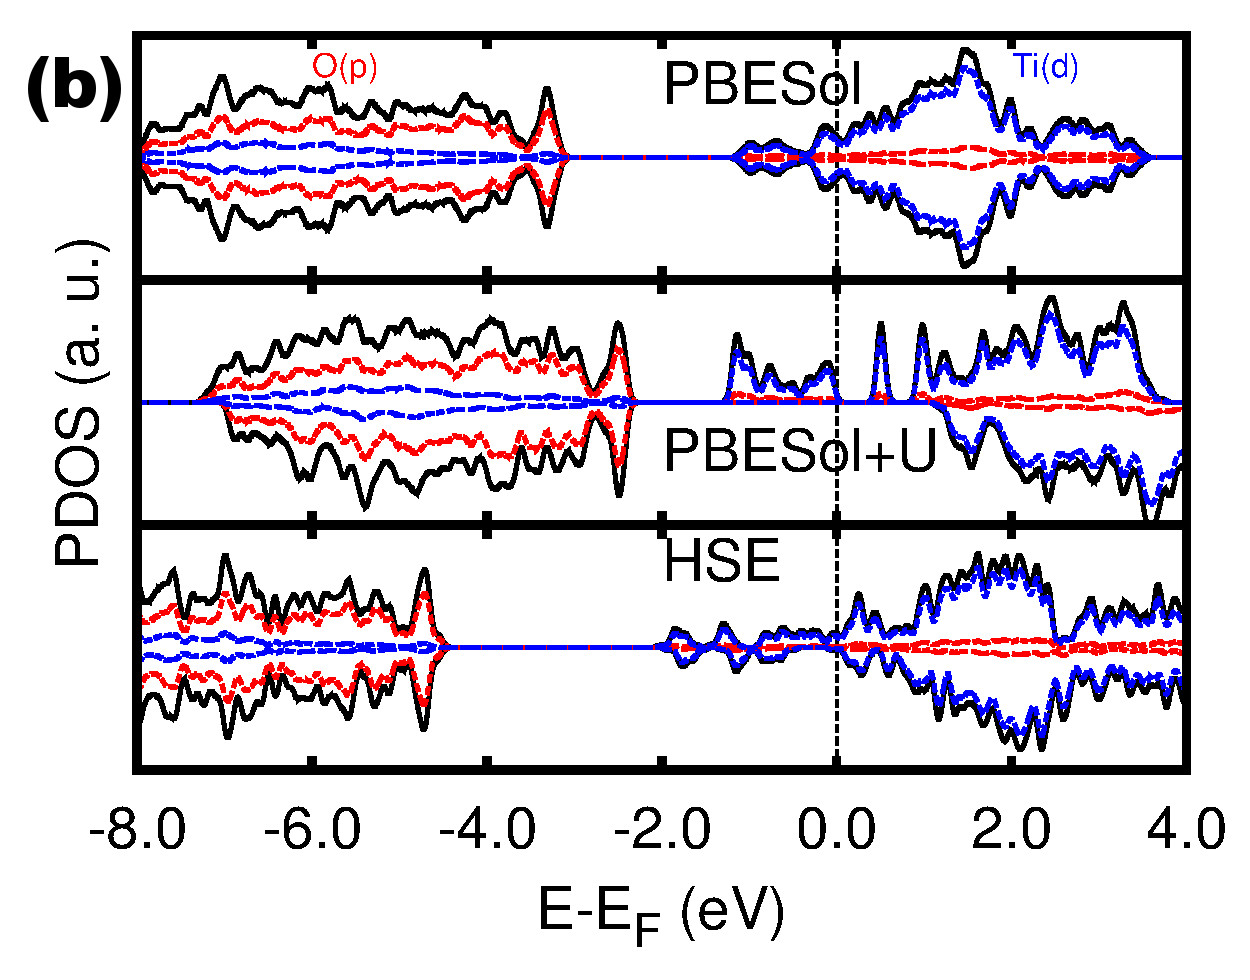 (b)
O(p)
Ti(d)
PBESol
PBESol+U
HSE
PDOS (a. u.)
-8.0 -6.0 -4.0 -2.0 0.0 2.0 4.0
E-E_F (eV)